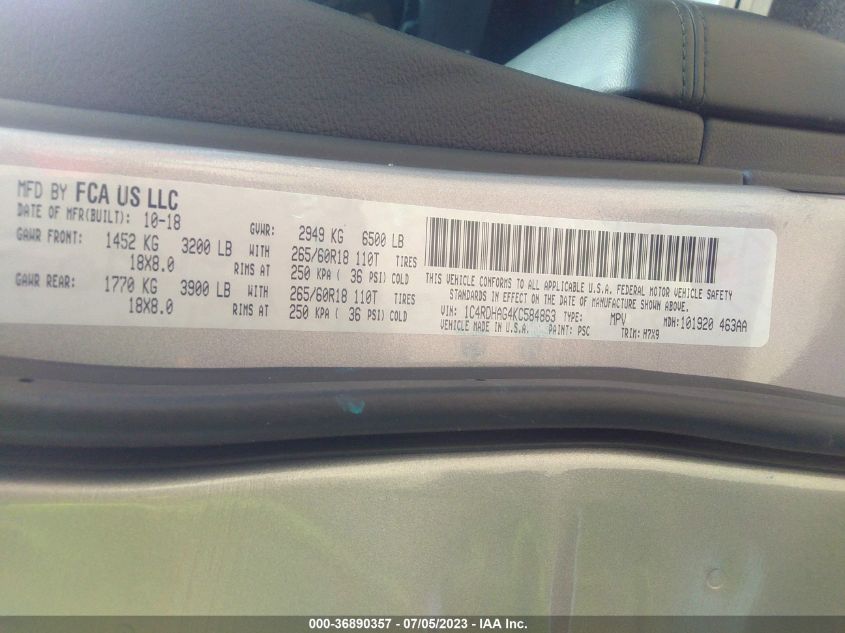 MFD BY FCA US LLC
DATE OF MFR(BUILT): 10-18 GVWR: 2949 KG 6500 LB
GAWR FRONT: 1452 KG 3200 LB WITH 265/60R18 110T TIRES
18X8.0 RIMS AT 250 KPA ( 36 PSI) COLD
GAWR REAR: 1770 KG 3900 LB WITH 265/60R18 110T TIRES
18X8.0 RIMS AT 250 KPA ( 36 PSI) COLD
THIS VEHICLE CONFORMS TO ALL APPLICABLE U.S.A. FEDERAL MOTOR VEHICLE SAFETY
STANDARDS IN EFFECT ON THE DATE OF MANUFACTURE SHOWN ABOVE.
VIN: 1C4RDHAG4KC584863 TYPE: MPV MDH:101920 463AA
VEHICLE MADE IN U.S.A. PAINT: PSC TRIM: M7X9
000-36890357 - 07/05/2023 - IAA Inc.